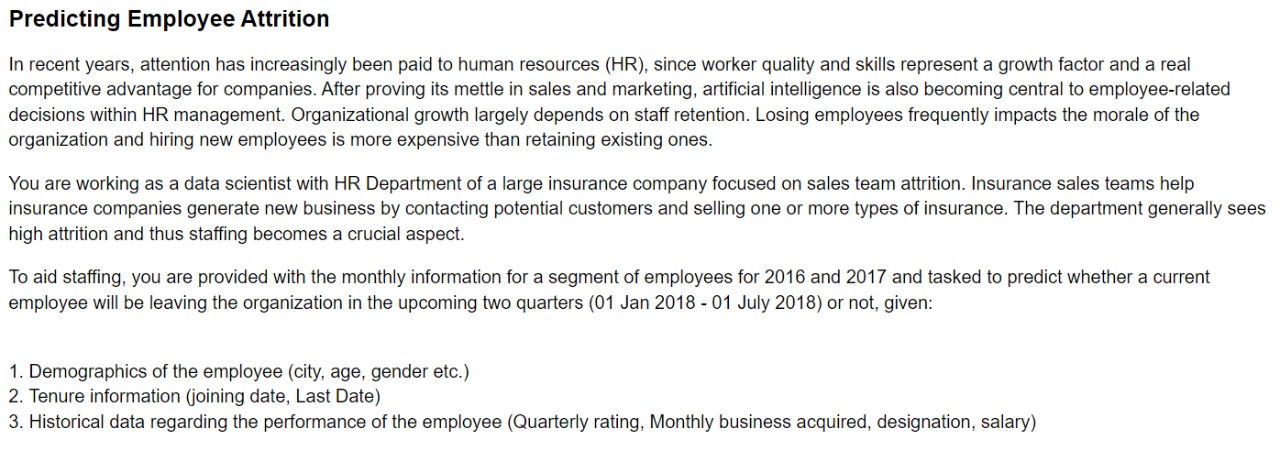 Predicting Employee Attrition
In recent years, attention has increasingly been paid to human resources (HR), since worker quality and skills represent a growth factor and a real
competitive advantage for companies. After proving its mettle in sales and marketing, artificial intelligence is also becoming central to employee-related
decisions within HR management. Organizational growth largely depends on staff retention. Losing employees frequently impacts the morale of the
organization and hiring new employees is more expensive than retaining existing ones.
You are working as a data scientist with HR Department of a large insurance company focused on sales team attrition. Insurance sales teams help
insurance companies generate new business by contacting potential customers and selling one or more types of insurance. The department generally sees
high attrition and thus staffing becomes a crucial aspect.
To aid staffing, you are provided with the monthly information for a segment of employees for 2016 and 2017 and tasked to predict whether a current
employee will be leaving the organization in the upcoming two quarters (01 Jan 2018 - 01 July 2018) or not, given:
1. Demographics of the employee (city, age, gender etc.)
2. Tenure information (joining date, Last Date)
3. Historical data regarding the performance of the employee (Quarterly rating, Monthly business acquired, designation, salary)